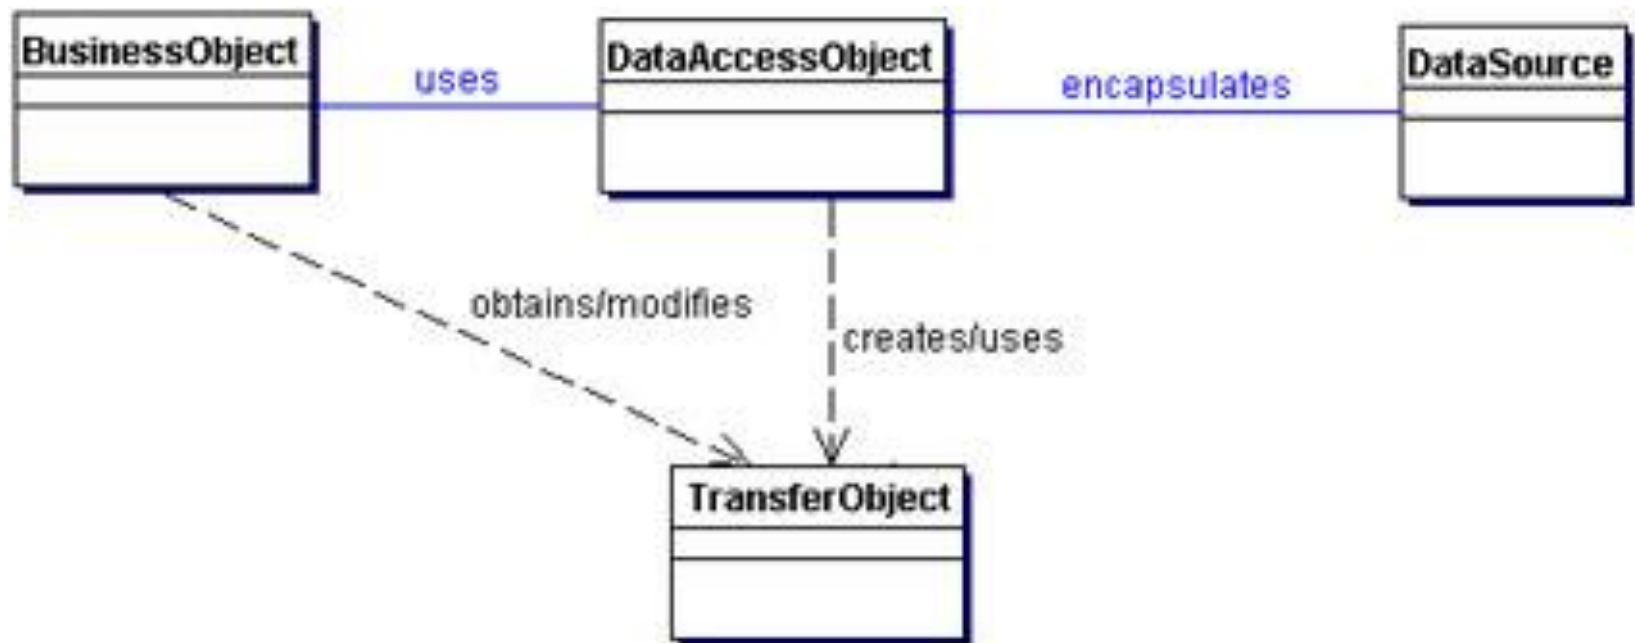 BusinessObject
uses
DataAccessObject
encapsulates
DataSource
obtains/modifies
creates/uses
TransferObject